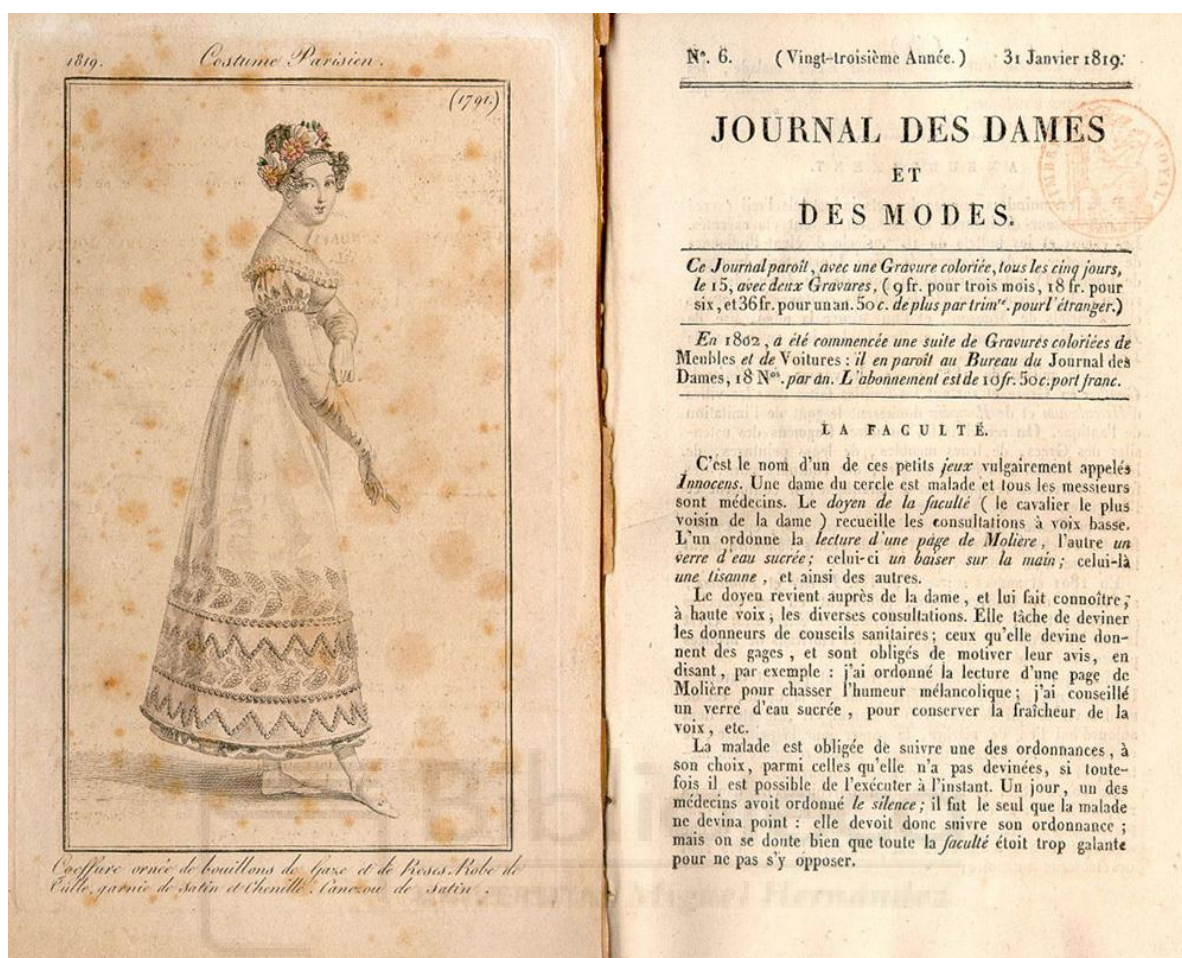 1819. Costume Parisien.
(1791.)
Coeffure ornée de bouillons de Gaze et de Roses. Robe de
Tulle, garnie de Satin et Chenille. Canezou de Satin.
Nº. 6. (Vingt-troisième Année.) 31 Janvier 1819.
JOURNAL DES DAMES
ET
DES MODES.
Ce Journal paroît, avec une Gravure coloriée, tous les cinq jours,
le 15, avec deux Gravures, (9 fr. pour trois mois, 18 fr. pour
six, et 36 fr. pour un an. 50 c. de plus par trim.re. pour l'étranger.)
En 1802, a été commencée une suite de Gravures coloriées de
Meubles et de Voitures : il en paroît au Bureau du Journal des
Dames, 18 Nos. par an. L'abonnement est de 10 fr. 50 c. port franc.
LA FACULTÉ.
C'est le nom d'un de ces petits jeux vulgairement appelés
Innocens. Une dame du cercle est malade et tous les messieurs
sont médecins. Le doyen de la faculté ( le cavalier le plus
voisin de la dame ) recueille les consultations à voix basse.
L'un ordonne la lecture d'une page de Molière, l'autre un
verre d'eau sucrée; celui-ci un baiser sur la main; celui-là
une tisanne, et ainsi des autres.
Le doyen revient auprès de la dame, et lui fait connoître,
à haute voix, les diverses consultations. Elle tâche de deviner
les donneurs de conseils sanitaires; ceux qu'elle devine don-
nent des gages, et sont obligés de motiver leur avis, en
disant, par exemple : j'ai ordonné la lecture d'une page de
Molière pour chasser l'humeur mélancolique; j'ai conseillé
un verre d'eau sucrée, pour conserver la fraîcheur de la
voix, etc.
La malade est obligée de suivre une des ordonnances, à
son choix, parmi celles qu'elle n'a pas devinées, si toute-
fois il est possible de l'exécuter à l'instant. Un jour, un des
médecins avoit ordonné le silence; il fut le seul que la malade
ne devina point : elle devoit donc suivre son ordonnance;
mais on se doute bien que toute la faculté étoit trop galante
pour ne pas s'y opposer.